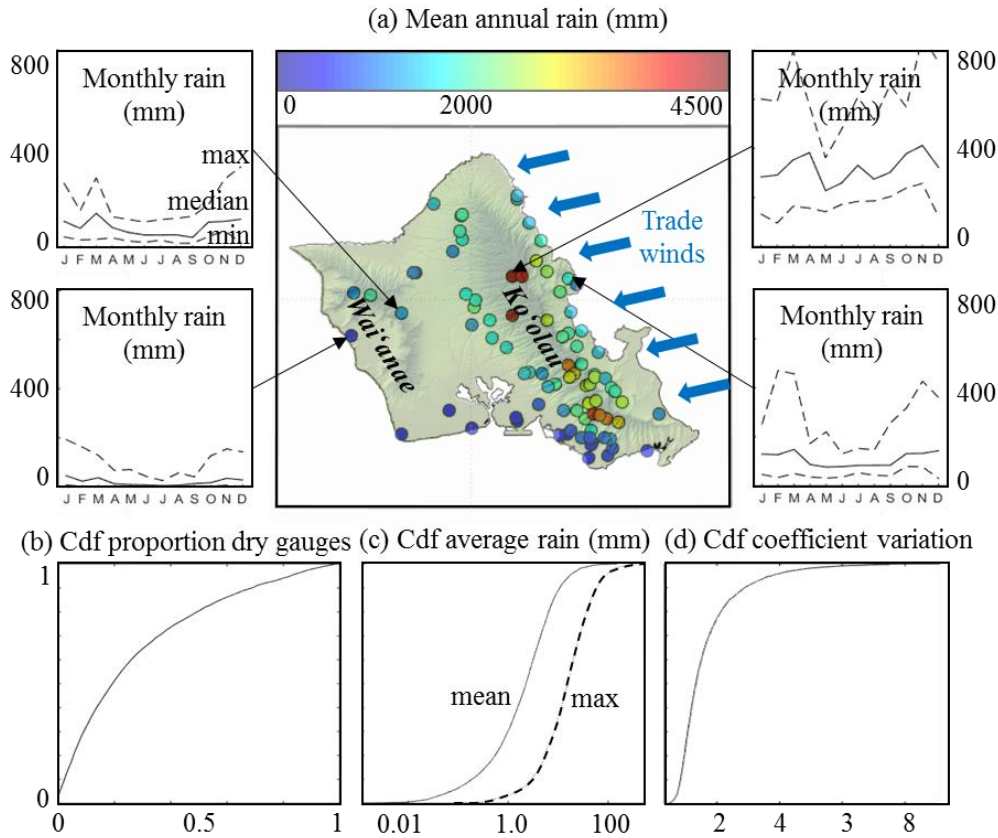 (a) Mean annual rain (mm)
800
400
0
Monthly rain
(mm)
max
median
min
J F M A M J J A S O N D
0 2000 4500
Monthly rain
(mm)
800
400
0
J F M A M J J A S O N D
Trade
winds
Wai‘anae
Ko‘olau
800
400
0
Monthly rain
(mm)
J F M A M J J A S O N D
Monthly rain
(mm)
800
400
0
J F M A M J J A S O N D
(b) Cdf proportion dry gauges
1
0
0 0.5 1
(c) Cdf average rain (mm)
mean
max
0.01 1.0 100
(d) Cdf coefficient variation
2 4 3 8